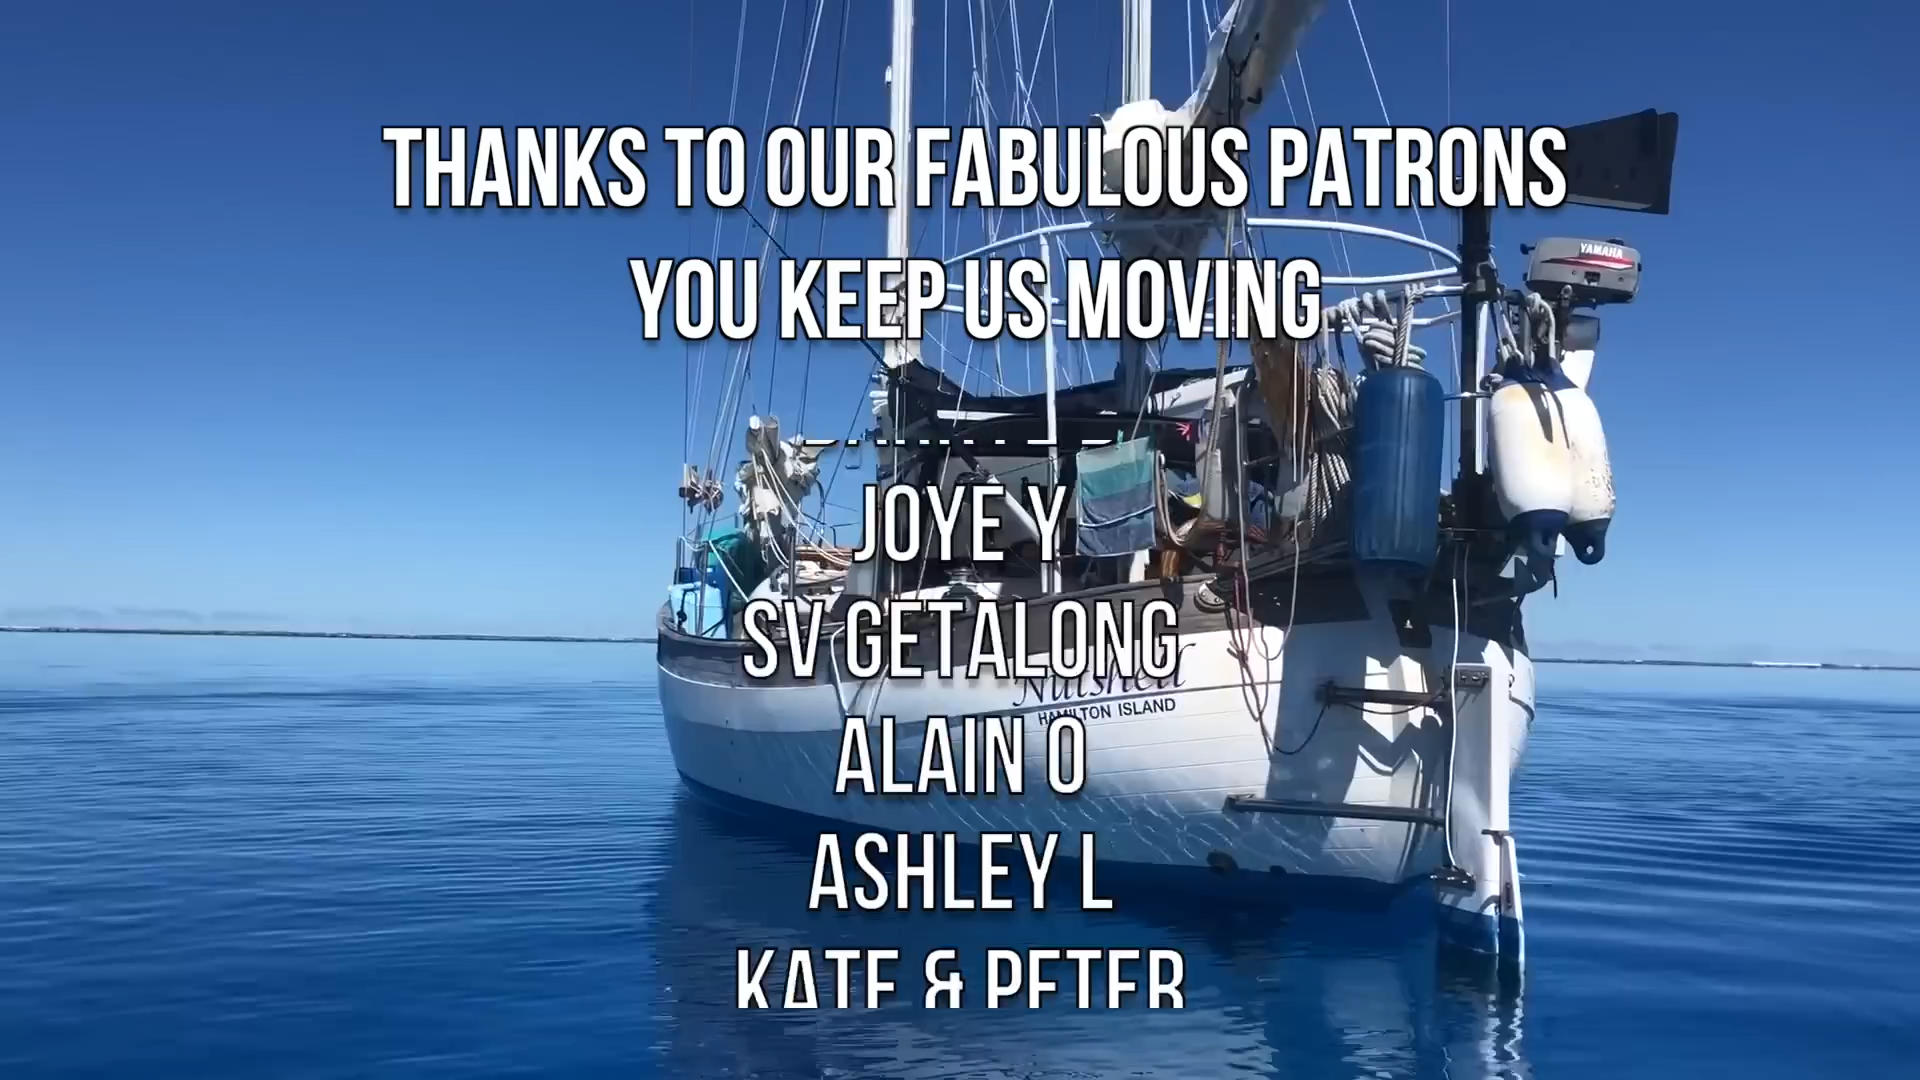 THANKS TO OUR FABULOUS PATRONS
YOU KEEP US MOVING
YAMAHA
JOYE Y
SV GETALONG
Nutshell
HAMILTON ISLAND
ALAIN O
ASHLEY L
KATE & PETER